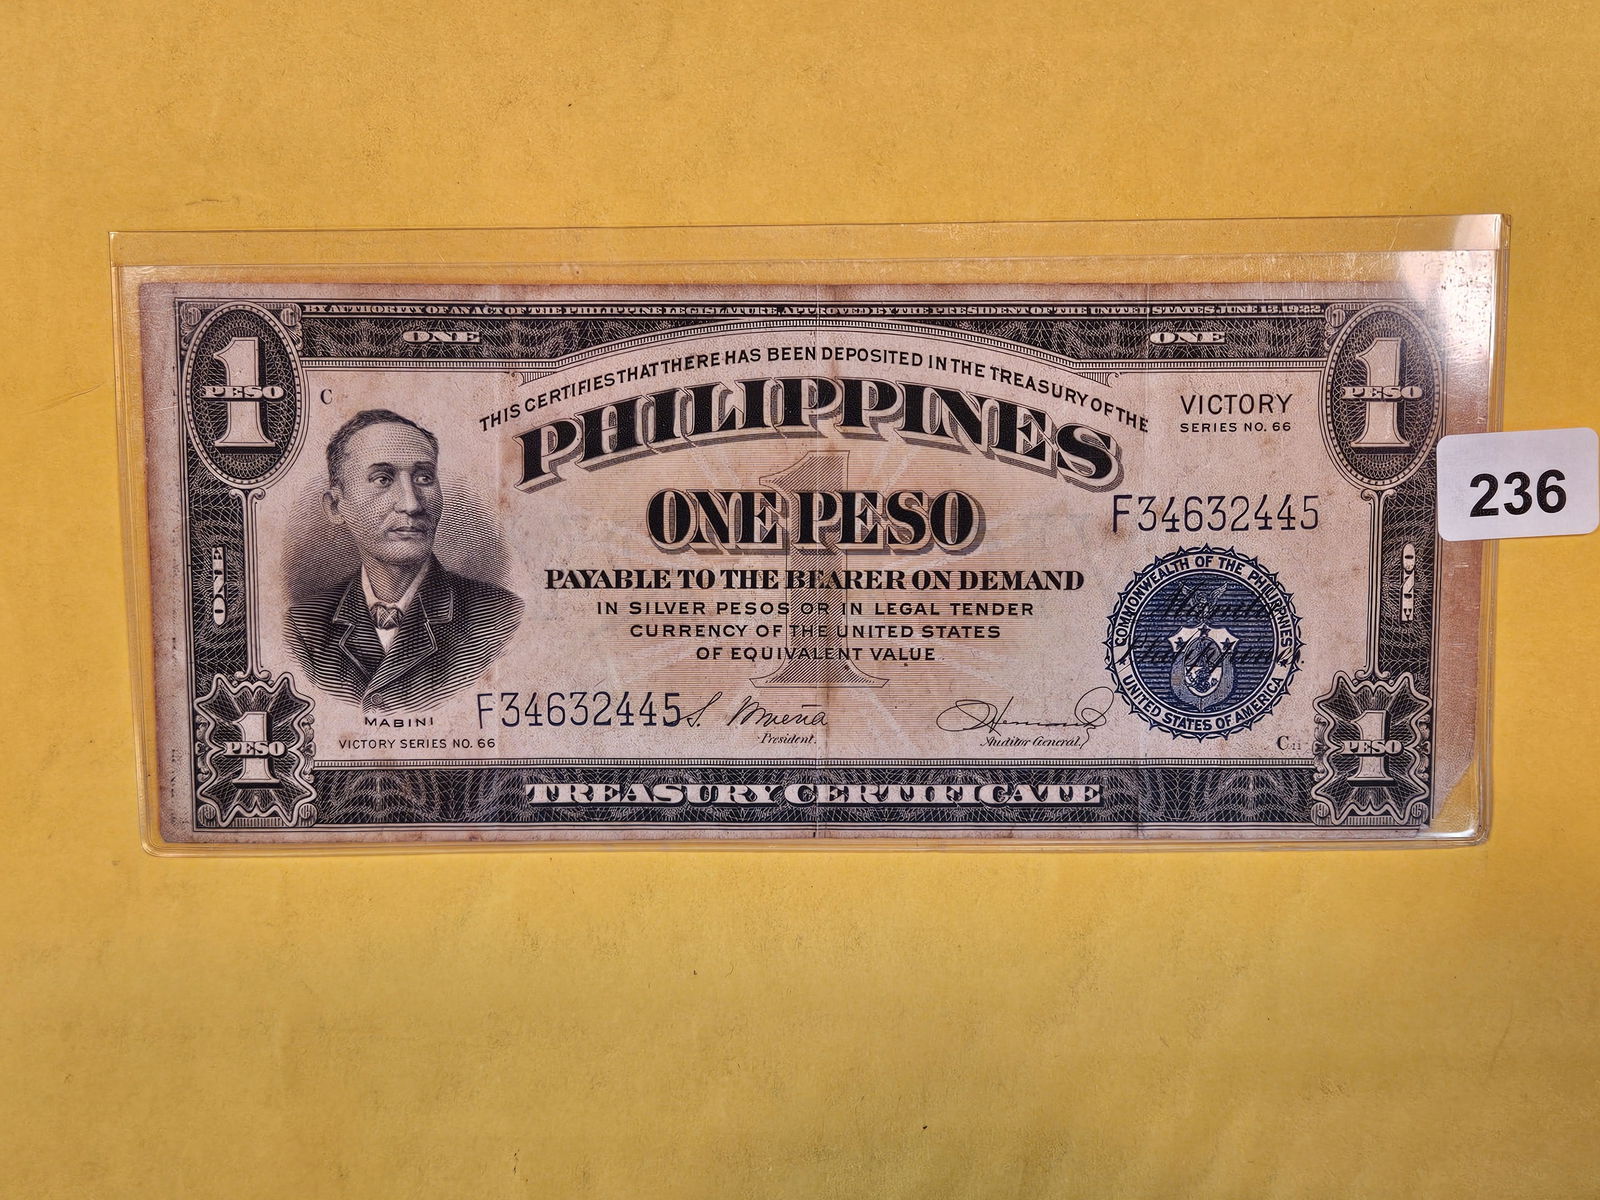 BY AUTHORITY OF AN ACT OF THE PHILIPPINE LEGISLATURE, APPROVED BY THE PRESIDENT OF THE UNITED STATES, JUNE 13, 1922
ONE ONE
1 PESO
1 PESO
C
THIS CERTIFIES THAT THERE HAS BEEN DEPOSITED IN THE TREASURY OF THE
PHILIPPINES
VICTORY
SERIES NO. 66
1
ONE PESO
F34632445
236
PAYABLE TO THE BEARER ON DEMAND
IN SILVER PESOS OR IN LEGAL TENDER
CURRENCY OF THE UNITED STATES
OF EQUIVALENT VALUE
ONE
ONE
COMMONWEALTH OF THE PHILIPPINES
UNITED STATES OF AMERICA
F34632445
MABINI
VICTORY SERIES NO. 66
President.
Auditor General.
C
1 PESO
1 PESO
TREASURY CERTIFICATE